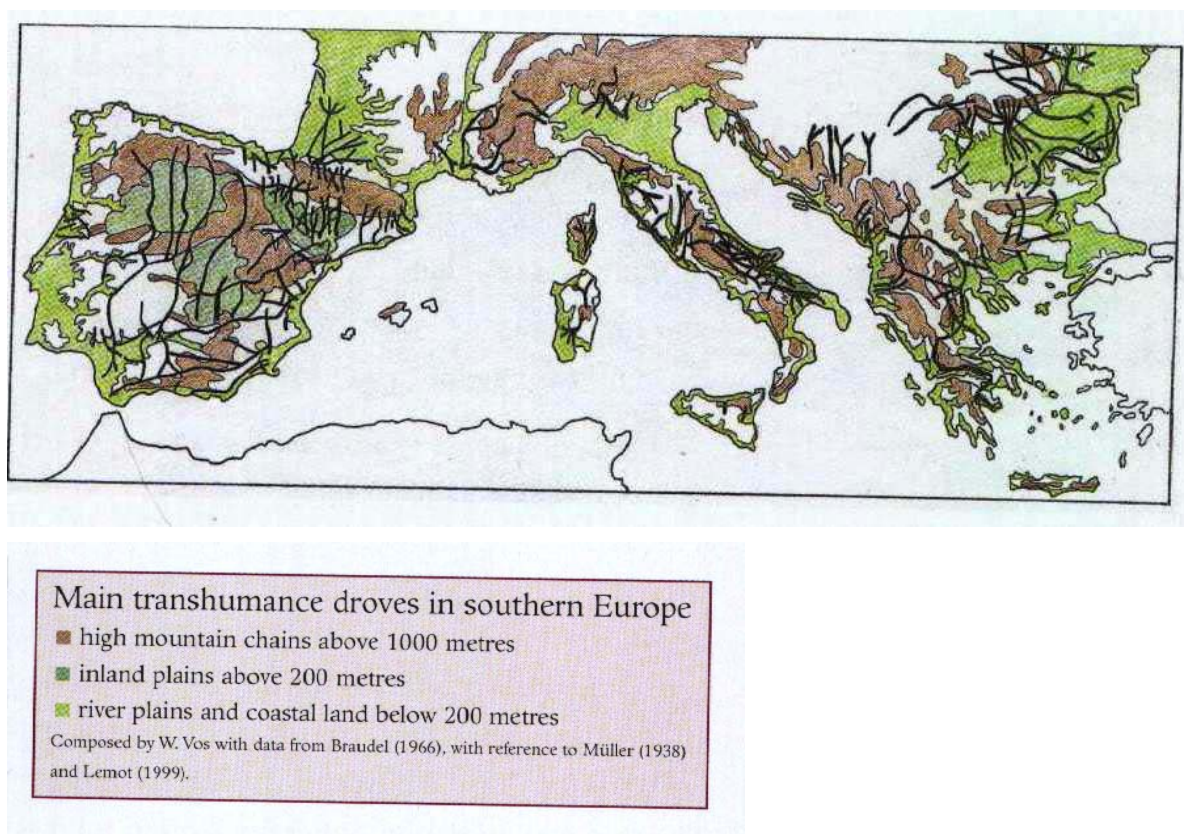 Main transhumance droves in southern Europe
high mountain chains above 1000 metres
inland plains above 200 metres
river plains and coastal land below 200 metres
Composed by W. Vos with data from Braudel (1966), with reference to Müller (1938)
and Lemot (1999).